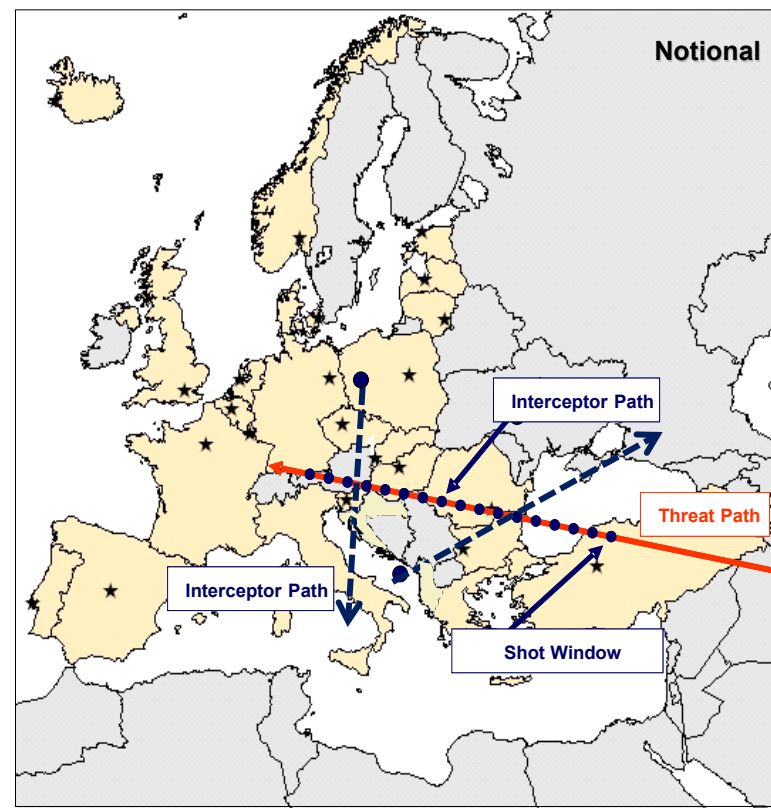 Notional
Interceptor Path
Threat Path
Interceptor Path
Shot Window